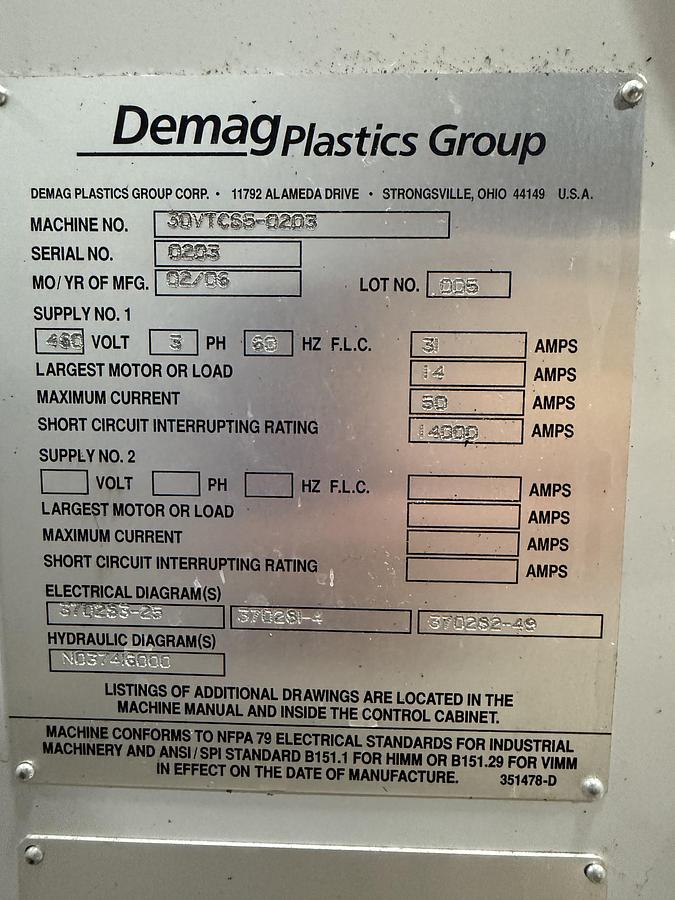 Demag Plastics Group
DEMAG PLASTICS GROUP CORP. • 11792 ALAMEDA DRIVE • STRONGSVILLE, OHIO 44149 U.S.A.
MACHINE NO. 30VTCS5-0203
SERIAL NO. 0203
MO/YR OF MFG. 02/06 LOT NO. 005
SUPPLY NO. 1
460 VOLT 3 PH 60 HZ F.L.C. 31 AMPS
LARGEST MOTOR OR LOAD 14 AMPS
MAXIMUM CURRENT 50 AMPS
SHORT CIRCUIT INTERRUPTING RATING 14000 AMPS
SUPPLY NO. 2
VOLT PH HZ F.L.C. AMPS
LARGEST MOTOR OR LOAD AMPS
MAXIMUM CURRENT AMPS
SHORT CIRCUIT INTERRUPTING RATING AMPS
ELECTRICAL DIAGRAM(S)
370281-4 370282-49
HYDRAULIC DIAGRAM(S)
LISTINGS OF ADDITIONAL DRAWINGS ARE LOCATED IN THE
MACHINE MANUAL AND INSIDE THE CONTROL CABINET.
MACHINE CONFORMS TO NFPA 79 ELECTRICAL STANDARDS FOR INDUSTRIAL
MACHINERY AND ANSI/SPI STANDARD B151.1 FOR HIMM OR B151.29 FOR VIMM
IN EFFECT ON THE DATE OF MANUFACTURE. 351478-D